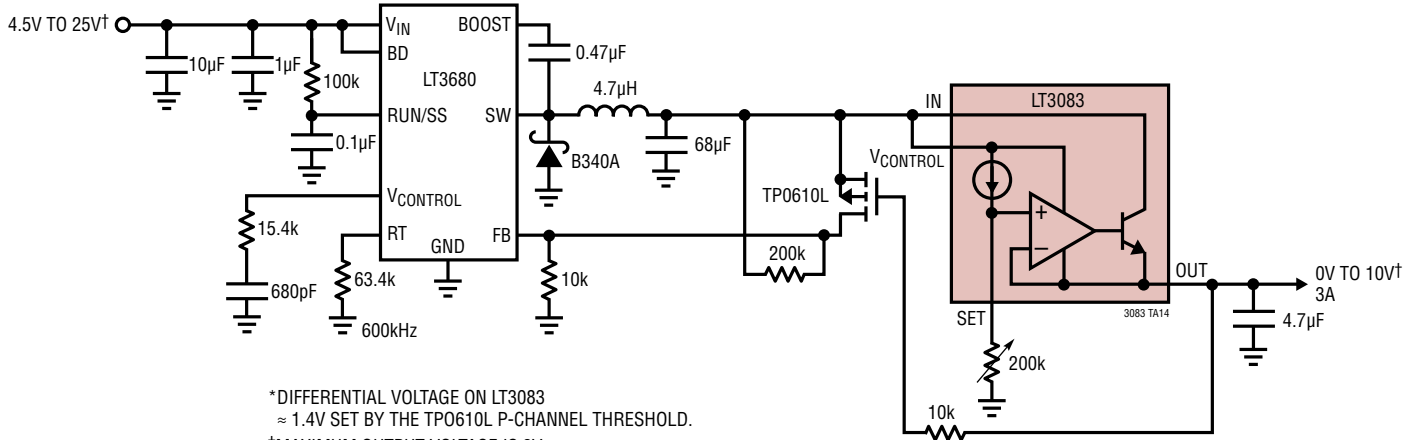 4.5V TO 25V†
10µF
1µF
100k
0.1µF
15.4k
680pF
63.4k
600kHz
VIN
BD
LT3680
RUN/SS
VCONTROL
RT
GND
BOOST
SW
FB
0.47µF
4.7µH
B340A
68µF
10k
200k
TP0610L
IN
VCONTROL
LT3083
+
–
OUT
SET
3083 TA14
200k
10k
0V TO 10V†
3A
4.7µF
*DIFFERENTIAL VOLTAGE ON LT3083
≈ 1.4V SET BY THE TP0610L P-CHANNEL THRESHOLD.